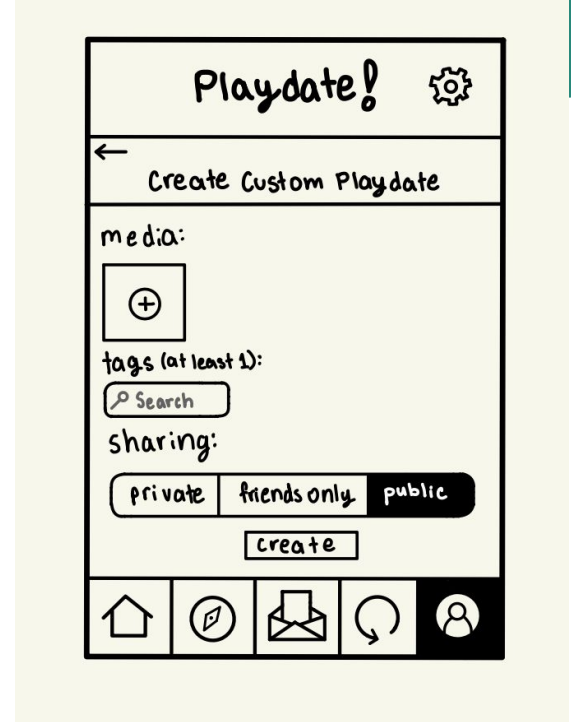 Playdate!
Create Custom Playdate
media:
tags (at least 1):
Search
sharing:
private friends only public
create